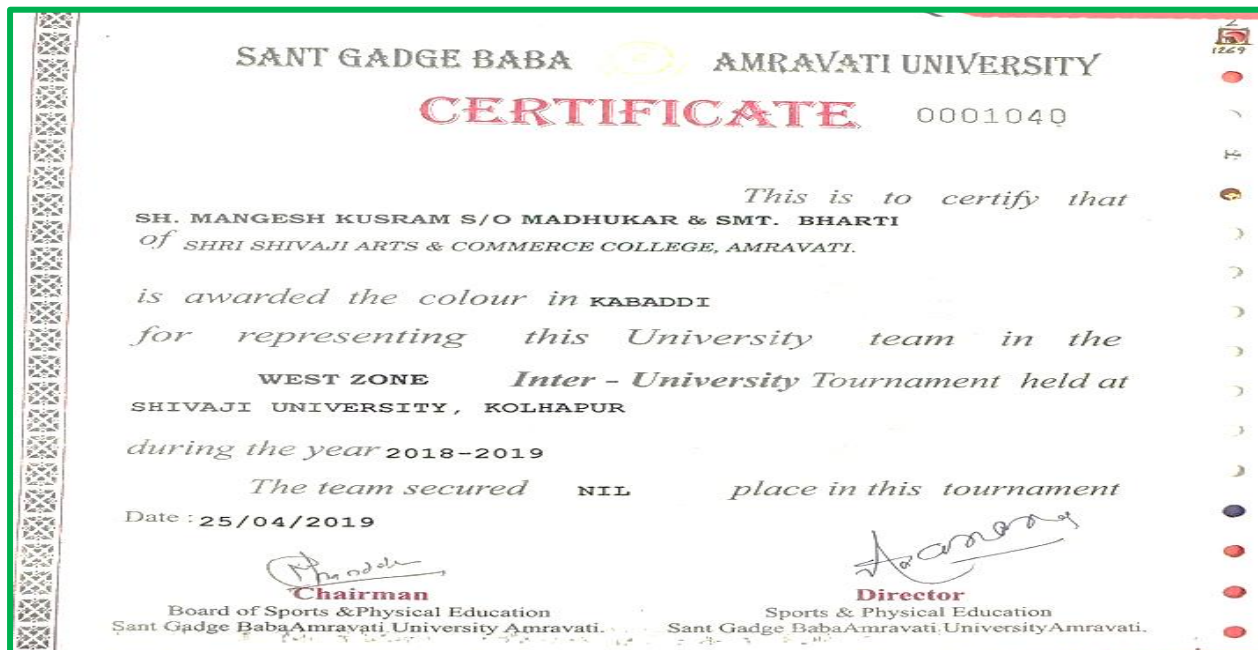 SANT GADGE BABA AMRAVATI UNIVERSITY
1269
CERTIFICATE 0001040
This is to certify that
SH. MANGESH KUSRAM S/O MADHUKAR & SMT. BHARTI
of SHRI SHIVAJI ARTS & COMMERCE COLLEGE, AMRAVATI.
is awarded the colour in KABADDI
for representing this University team in the
WEST ZONE Inter - University Tournament held at
SHIVAJI UNIVERSITY, KOLHAPUR
during the year 2018-2019
The team secured NIL place in this tournament
Date : 25/04/2019
Chairman
Board of Sports &Physical Education
Sant Gadge BabaAmravati University Amravati.
Director
Sports & Physical Education
Sant Gadge BabaAmravati UniversityAmravati.